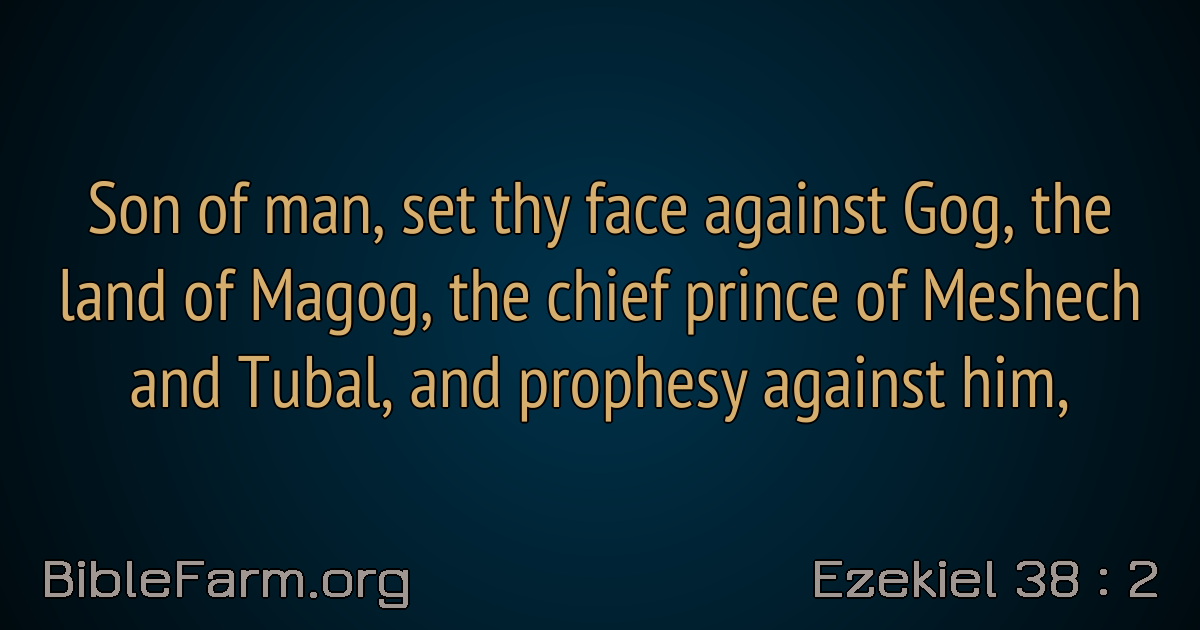 Son of man, set thy face against Gog, the
land of Magog, the chief prince of Meshech
and Tubal, and prophesy against him,
BibleFarm.org
Ezekiel 38 : 2